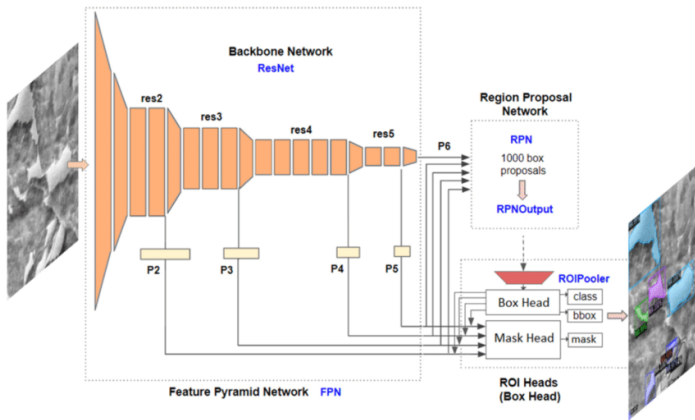 Backbone Network
ResNet
res2
res3
res4
res5
P6
P2
P3
P4
P5
Feature Pyramid Network FPN
Region Proposal
Network
RPN
1000 box
proposals
RPNOutput
ROIPooler
Box Head
class
bbox
Mask Head
mask
ROI Heads
(Box Head)